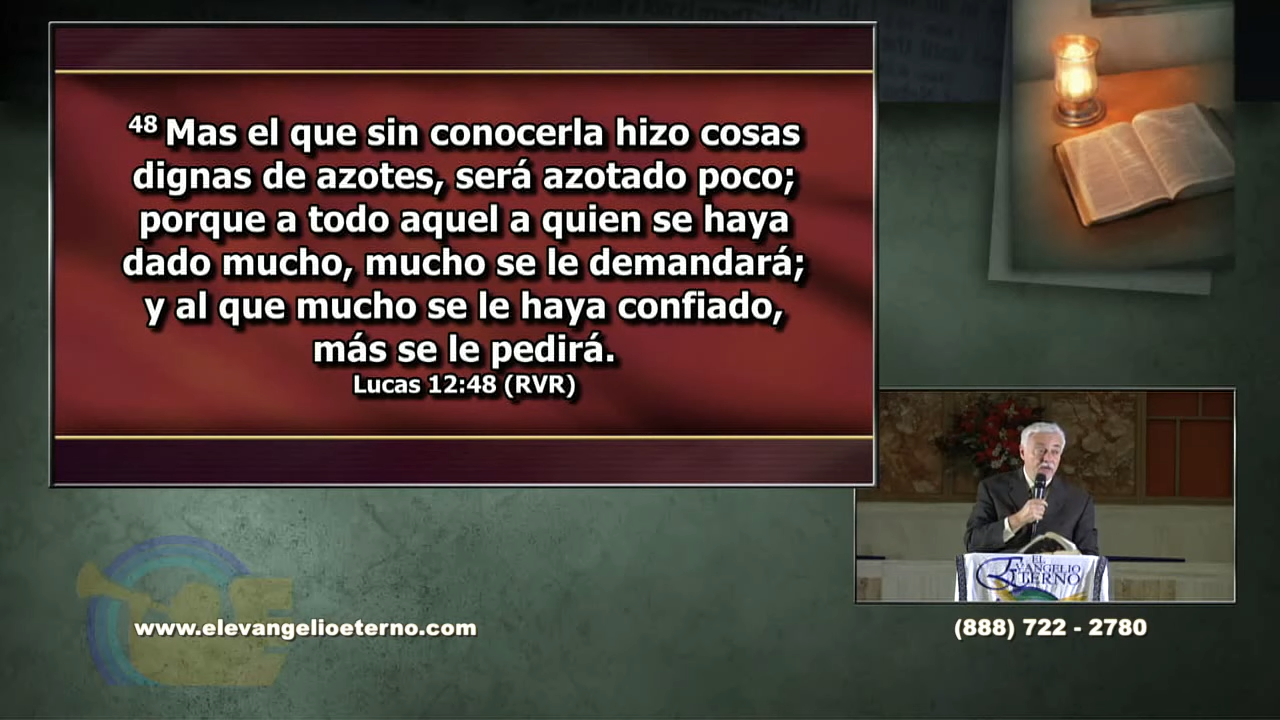 48 Mas el que sin conocerla hizo cosas
dignas de azotes, será azotado poco;
porque a todo aquel a quien se haya
dado mucho, mucho se le demandará;
y al que mucho se le haya confiado,
más se le pedirá.
Lucas 12:48 (RVR)
EL
EVANGELIO
ETERNO
www.elevangelioeterno.com
(888) 722 - 2780